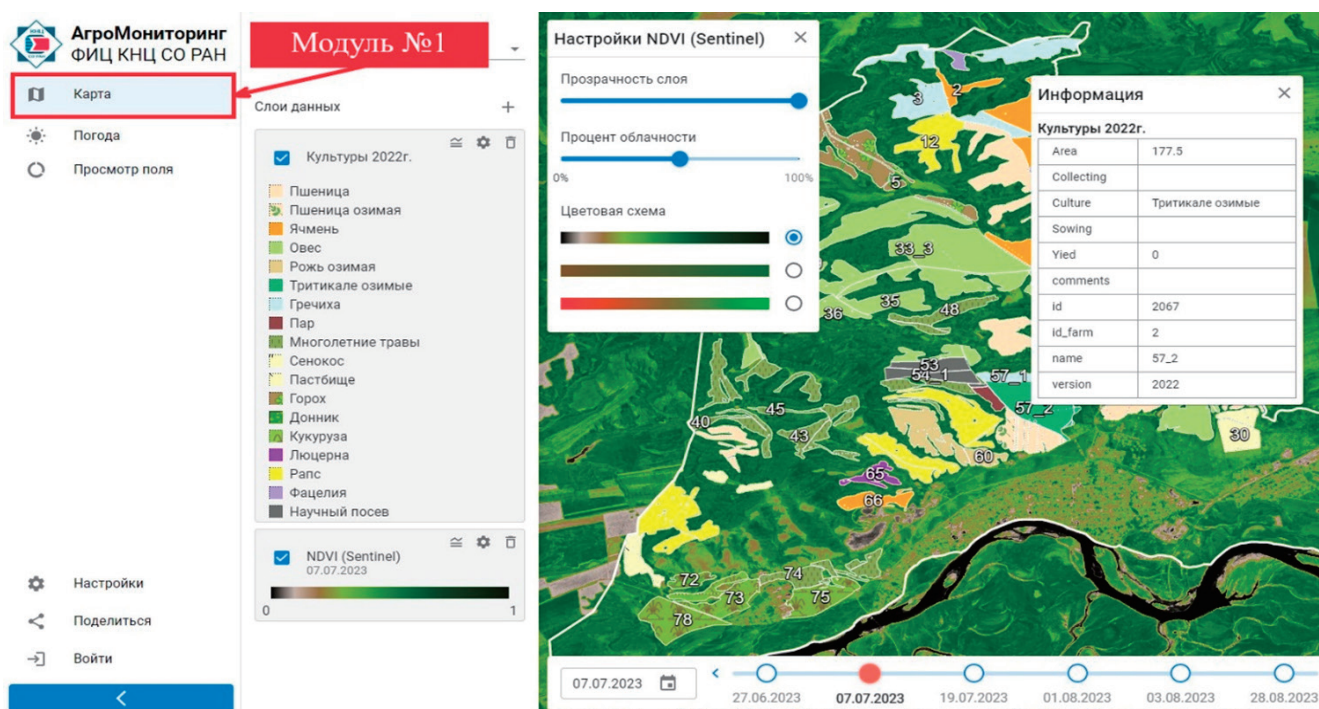 АгроМониторинг
ФИЦ КНЦ СО РАН
Модуль №1
Карта
Погода
Просмотр поля
Настройки
Поделиться
Войти
Слои данных
Культуры 2022г.
Пшеница
Пшеница озимая
Ячмень
Овес
Рожь озимая
Тритикале озимые
Гречиха
Пар
Многолетние травы
Сенокос
Пастбище
Горох
Донник
Кукуруза
Люцерна
Рапс
Фацелия
Научный посев
NDVI (Sentinel)
07.07.2023
0 1
Настройки NDVI (Sentinel)
Прозрачность слоя
Процент облачности
0% 100%
Цветовая схема
Информация
Культуры 2022г.
Area 177.5
Collecting
Culture Тритикале озимые
Sowing
Yied 0
comments
id 2067
id_farm 2
name 57_2
version 2022
2
3
12
5
33_3
35
36
48
53
54_1
57_1
57_2
45
40
43
60
30
65
66
72
74
73
75
78
07.07.2023
27.06.2023 07.07.2023 19.07.2023 01.08.2023 03.08.2023 28.08.2023